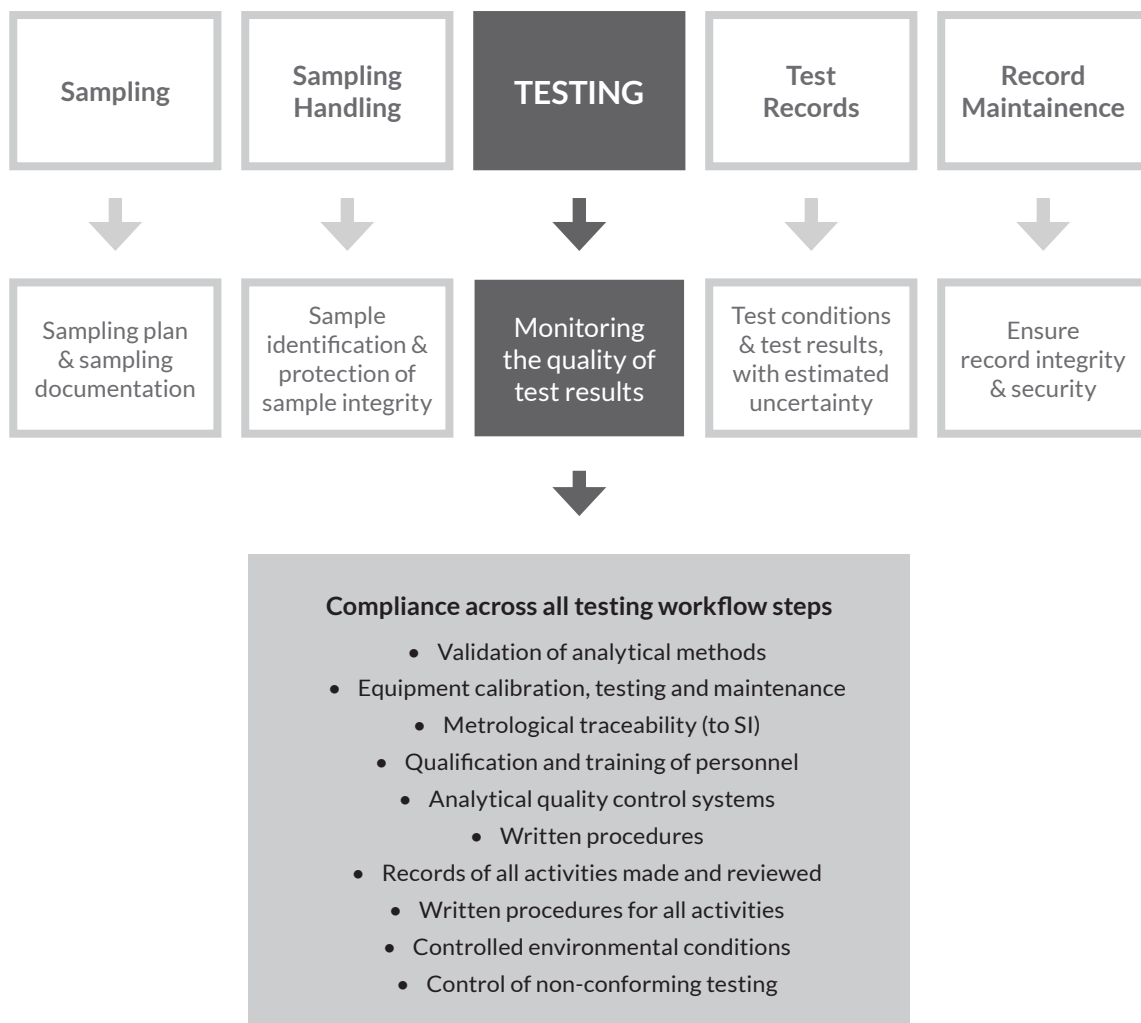 Sampling
Sampling
Handling
TESTING
Test
Records
Record
Maintainence
Sampling plan
& sampling
documentation
Sample
identification &
protection of
sample integrity
Monitoring
the quality of
test results
Test conditions
& test results,
with estimated
uncertainty
Ensure
record integrity
& security
Compliance across all testing workflow steps
• Validation of analytical methods
• Equipment calibration, testing and maintenance
• Metrological traceability (to SI)
• Qualification and training of personnel
• Analytical quality control systems
• Written procedures
• Records of all activities made and reviewed
• Written procedures for all activities
• Controlled environmental conditions
• Control of non-conforming testing